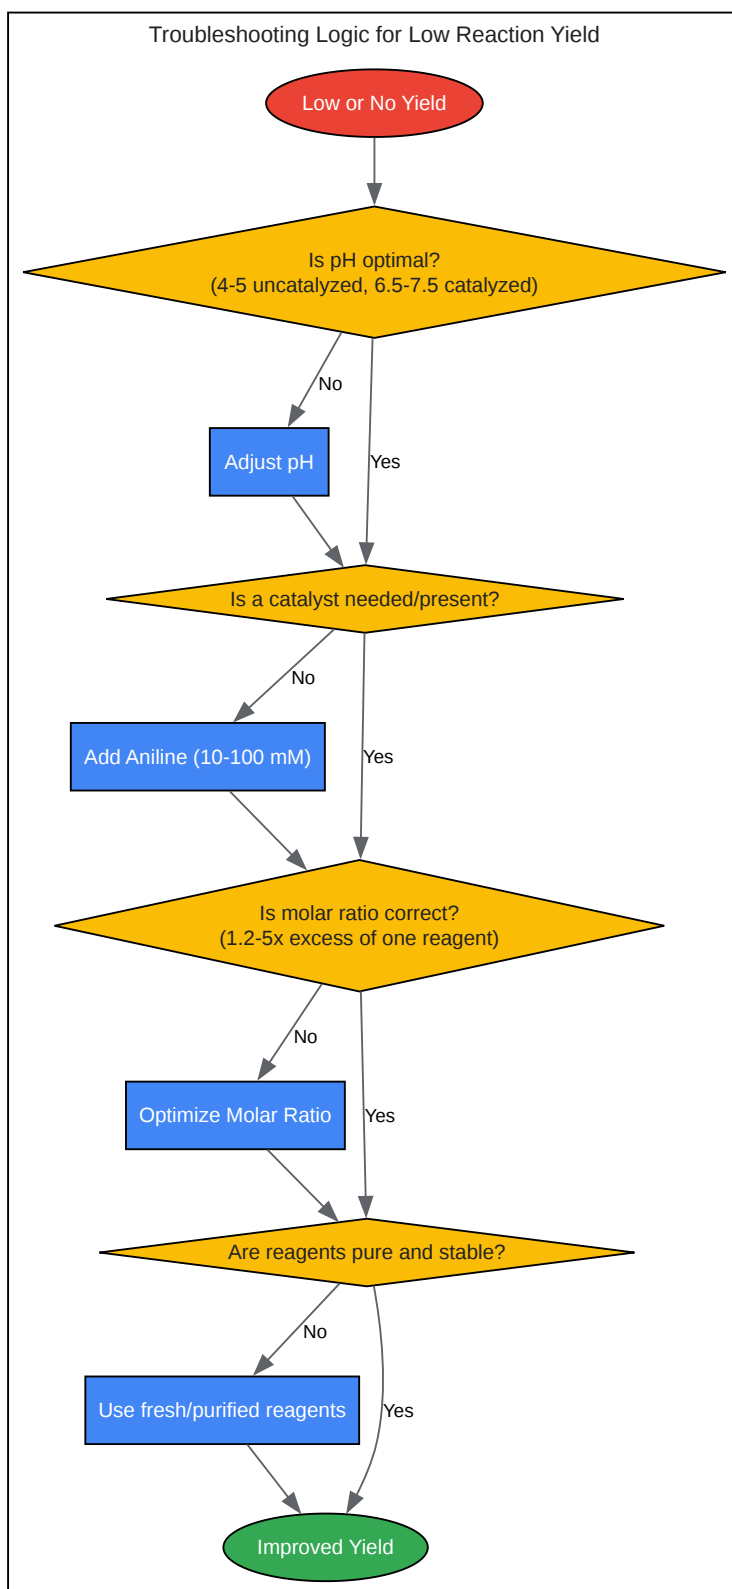 Troubleshooting Logic for Low Reaction Yield
Low or No Yield
Is pH optimal?
(4-5 uncatalyzed, 6.5-7.5 catalyzed)
No
Adjust pH
Yes
Is a catalyst needed/present?
No
Add Aniline (10-100 mM)
Yes
Is molar ratio correct?
(1.2-5x excess of one reagent)
No
Optimize Molar Ratio
Yes
Are reagents pure and stable?
No
Use fresh/purified reagents
Yes
Improved Yield